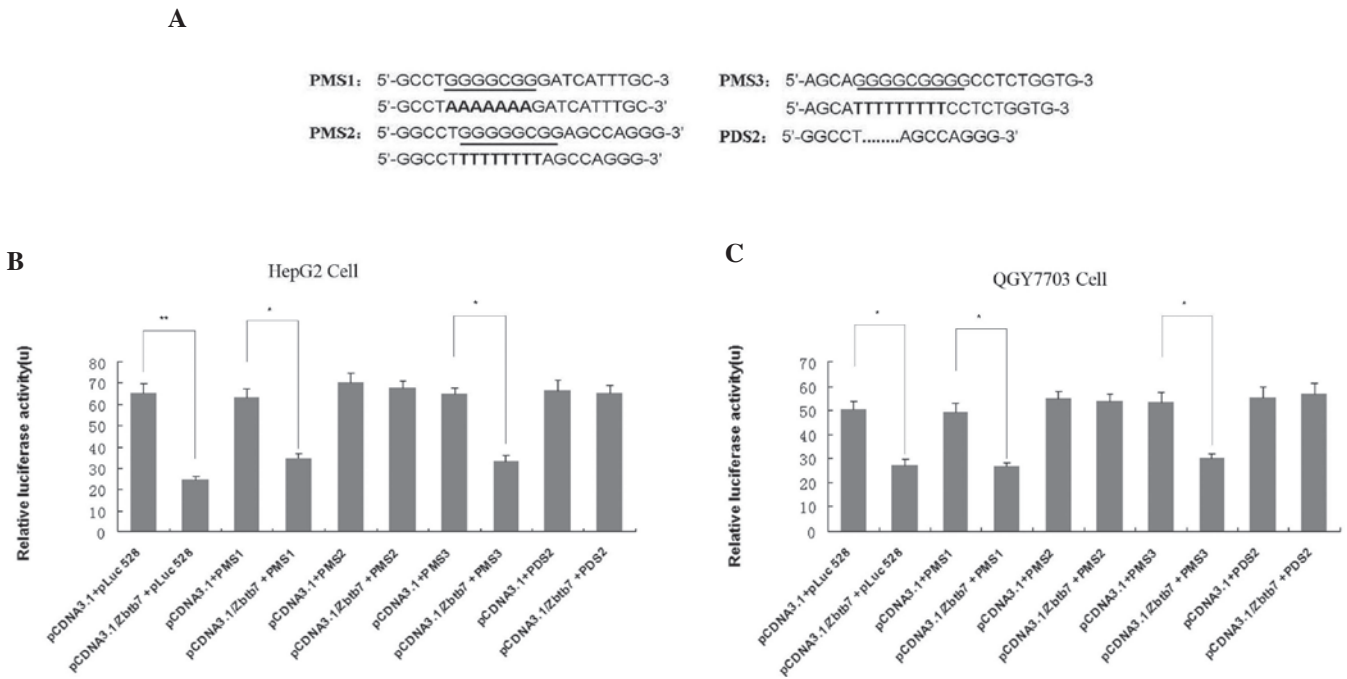 A
PMS1: 5'-GCCTGGGGCGGGATCATTTGC-3
5'-GCCTAAAAAAAGATCATTTGC-3'
PMS2: 5'-GGCCTGGGGGCGGAGCCAGGG-3'
5'-GGCCTTTTTTTTTAGCCAGGG-3'
PMS3: 5'-AGCAGGGGCGGGGCCTCTGGTG-3
5'-AGCATTTTTTTTTCCTCTGGTG-3
PDS2: 5'-GGCCT........AGCCAGGG-3'
B
HepG2 Cell
** * *
Relative luciferase activity(u)
80
70
60
50
40
30
20
10
0
pCDNA3.1+pLuc 528
pCDNA3.1/Zbtb7 +pLuc 528
pCDNA3.1+PMS1
pCDNA3.1/Zbtb7 +PMS1
pCDNA3.1+PMS2
pCDNA3.1/Zbtb7 +PMS2
pCDNA3.1+PMS3
pCDNA3.1/Zbtb7 +PMS3
pCDNA3.1+PDS2
pCDNA3.1/Zbtb7 +PDS2
C
QGY7703 Cell
* * *
Relative luciferase activity(u)
70
60
50
40
30
20
10
0
pCDNA3.1+pLuc 528
pCDNA3.1/Zbtb7 +pLuc 528
pCDNA3.1+PMS1
pCDNA3.1/Zbtb7 +PMS1
pCDNA3.1+PMS2
pCDNA3.1/Zbtb7 +PMS2
pCDNA3.1+PMS3
pCDNA3.1/Zbtb7 +PMS3
pCDNA3.1+PDS2
pCDNA3.1/Zbtb7 +PDS2